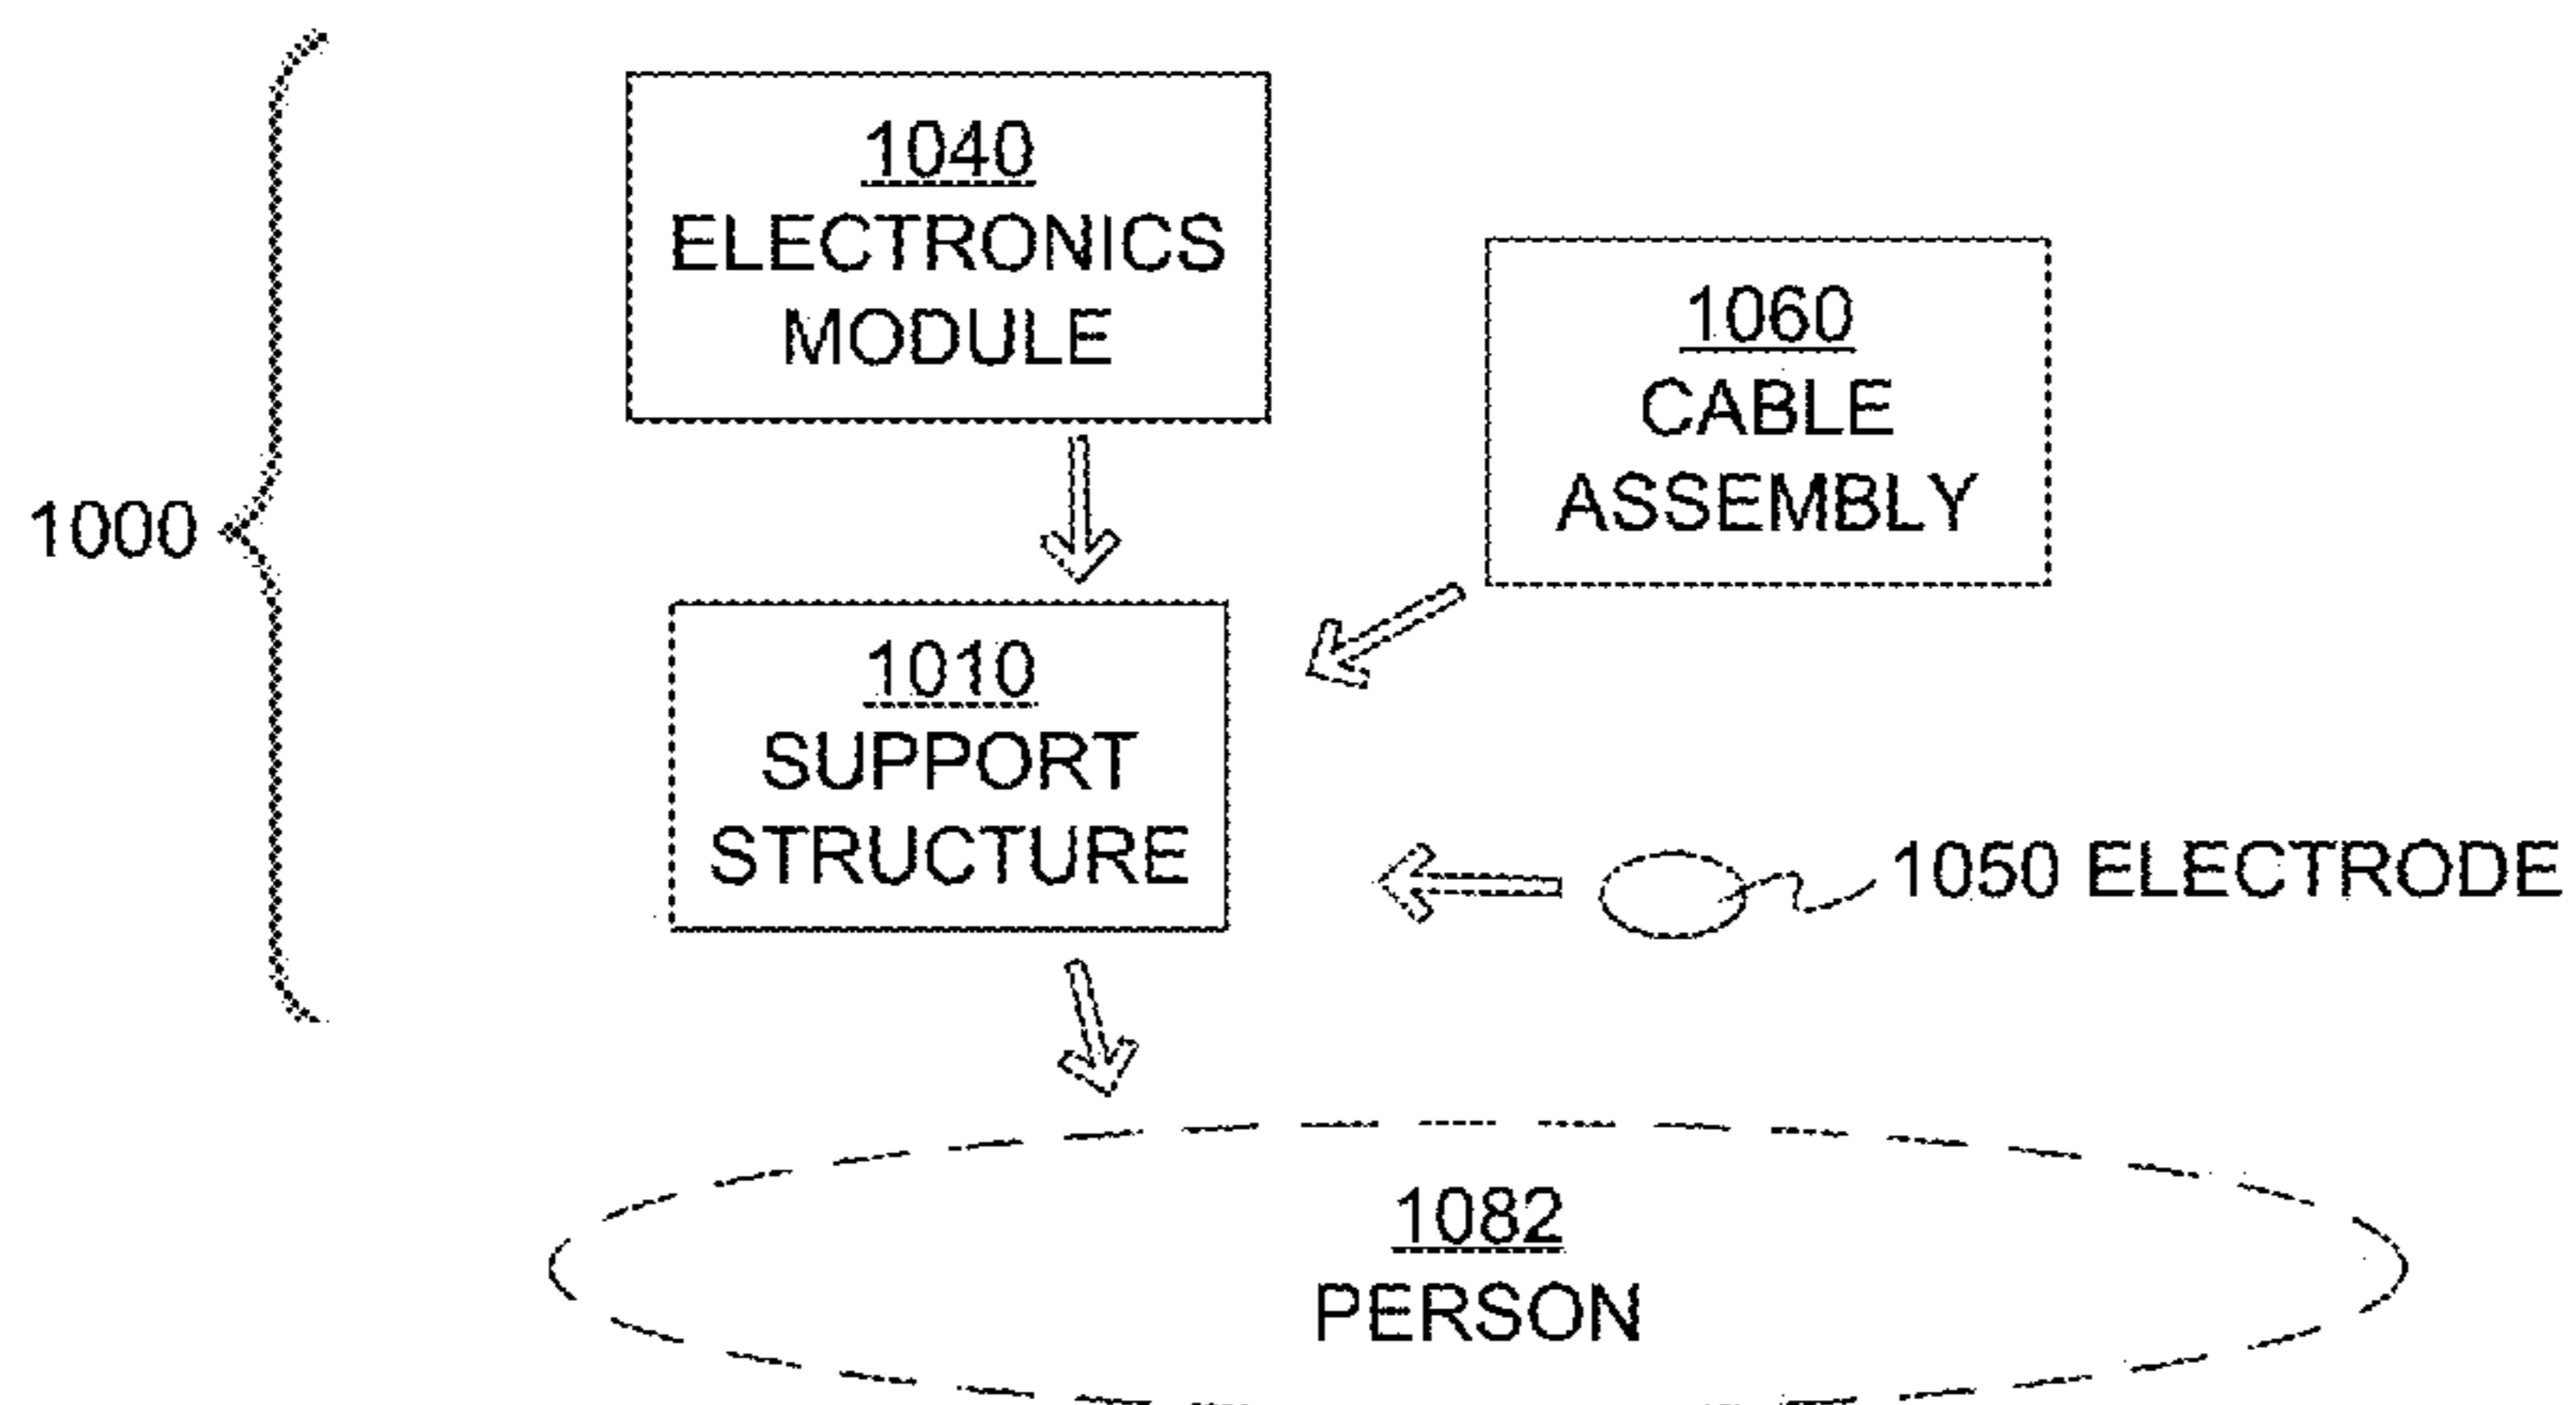 1040
ELECTRONICS
MODULE
1060
CABLE
ASSEMBLY
1000
1010
SUPPORT
STRUCTURE
1050 ELECTRODE
1082
PERSON